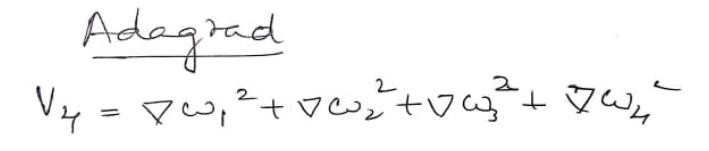 Adagrad
V₄ = ∇ω₁² + ∇ω₂² + ∇ω₃² + ∇ω₄²